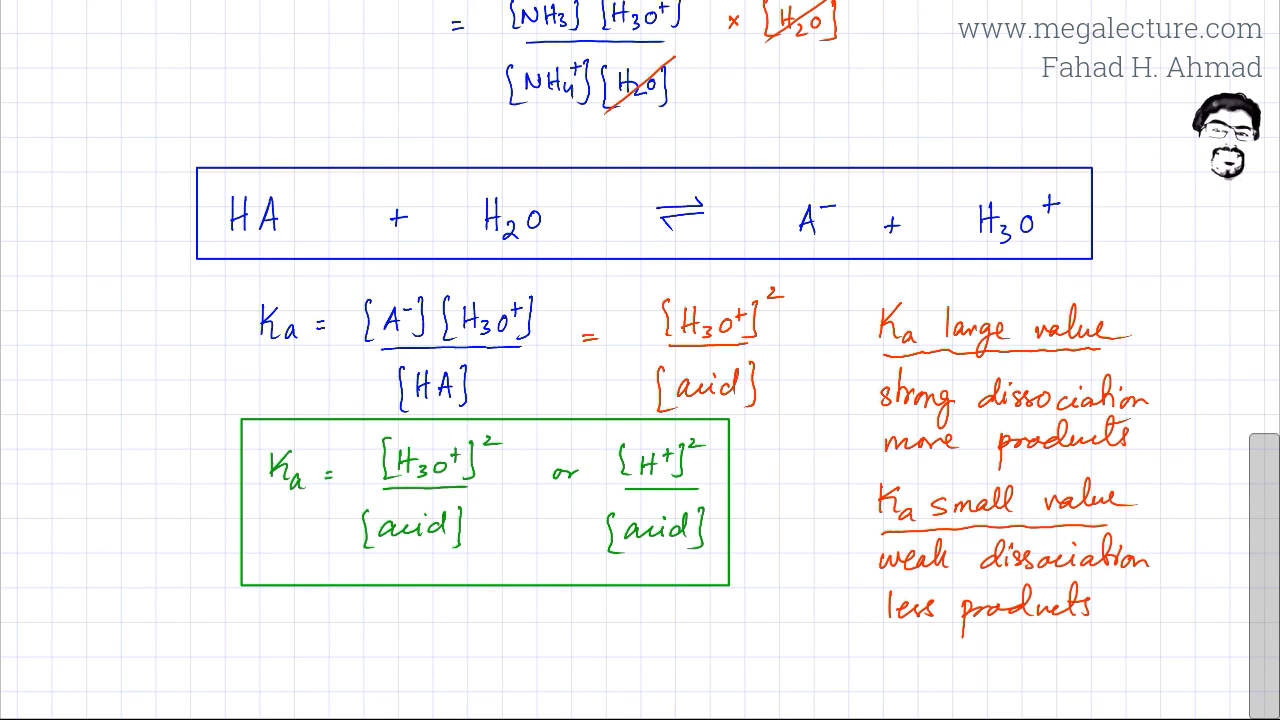 = [NH₃] [H₃O⁺] × [H₂O]
[NH₄⁺] [H₂O]
www.megalecture.com
Fahad H. Ahmad
HA + H₂O ⇌ A⁻ + H₃O⁺
Ka = [A⁻] [H₃O⁺] = [H₃O⁺]²
[HA] [acid]
Ka = [H₃O⁺]² or [H⁺]²
[acid] [acid]
Ka large value
strong dissociation
more products
Ka small value
weak dissociation
less products